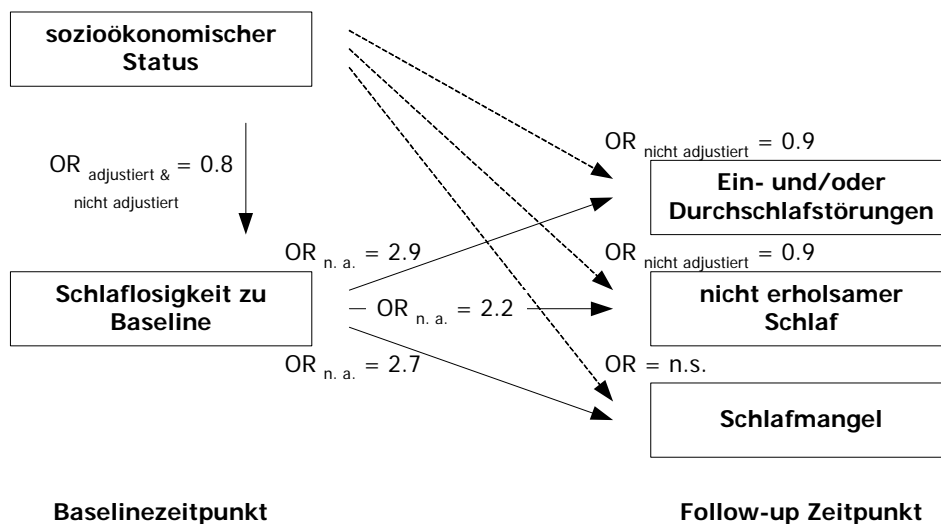 sozioökonomischer
Status
OR nicht adjustiert = 0.9
OR adjustiert & = 0.8
nicht adjustiert
Ein- und/oder
Durchschlafstörungen
OR n. a. = 2.9
OR nicht adjustiert = 0.9
Schlaflosigkeit zu
Baseline
OR n. a. = 2.2
nicht erholsamer
Schlaf
OR n. a. = 2.7
OR = n.s.
Schlafmangel
Baselinezeitpunkt
Follow-up Zeitpunkt